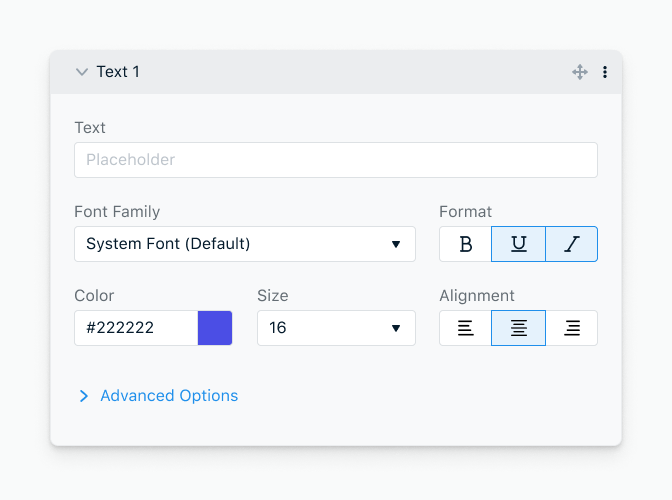 Text 1
Text
Placeholder
Font Family
Format
System Font (Default)
B U I
Color
Size
Alignment
#222222
16
Advanced Options